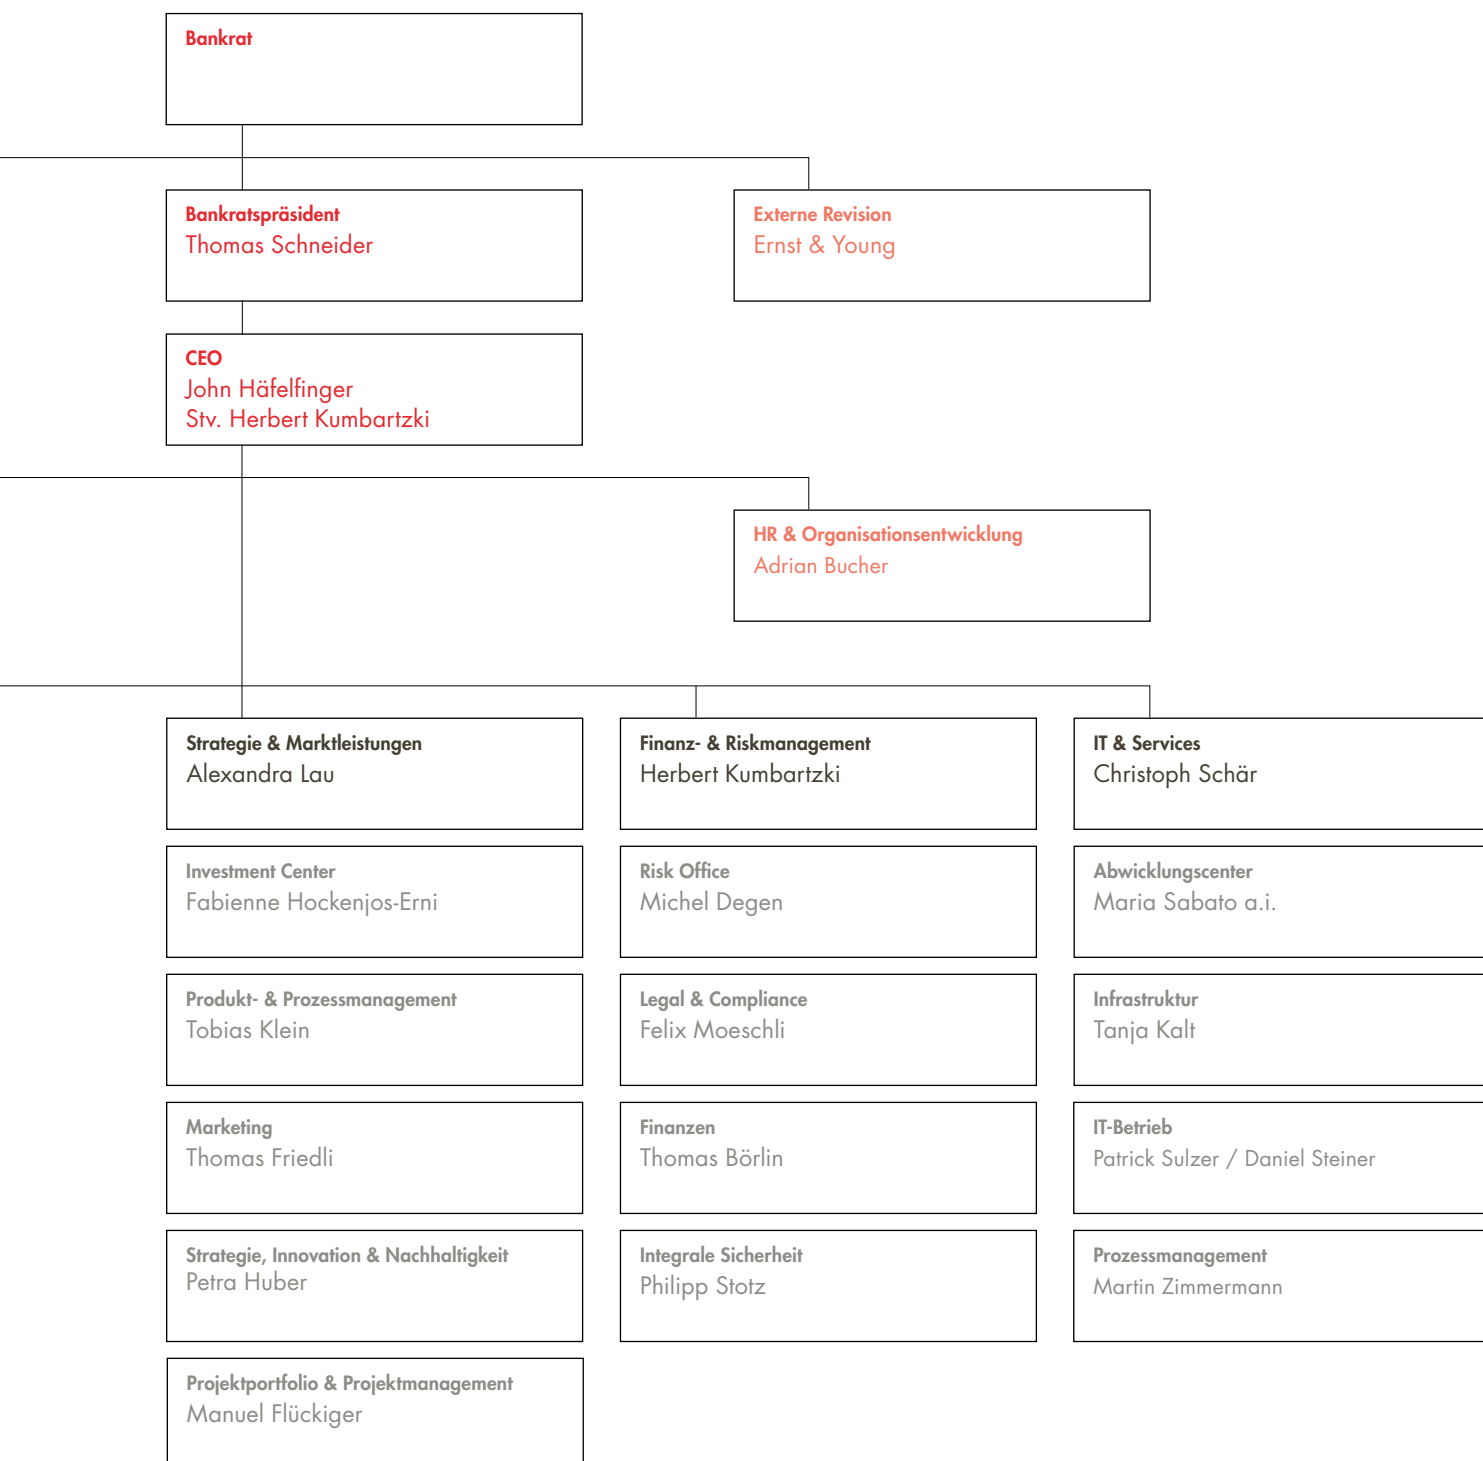 Bankrat
Bankratspräsident
Thomas Schneider
Externe Revision
Ernst & Young
CEO
John Häfelfinger
Stv. Herbert Kumbartzki
HR & Organisationsentwicklung
Adrian Bucher
Strategie & Marktleistungen
Alexandra Lau
Investment Center
Fabienne Hockenjos-Erni
Produkt- & Prozessmanagement
Tobias Klein
Marketing
Thomas Friedli
Strategie, Innovation & Nachhaltigkeit
Petra Huber
Projektportfolio & Projektmanagement
Manuel Flückiger
Finanz- & Riskmanagement
Herbert Kumbartzki
Risk Office
Michel Degen
Legal & Compliance
Felix Moeschli
Finanzen
Thomas Börlin
Integrale Sicherheit
Philipp Stotz
IT & Services
Christoph Schär
Abwicklungscenter
Maria Sabato a.i.
Infrastruktur
Tanja Kalt
IT-Betrieb
Patrick Sulzer / Daniel Steiner
Prozessmanagement
Martin Zimmermann